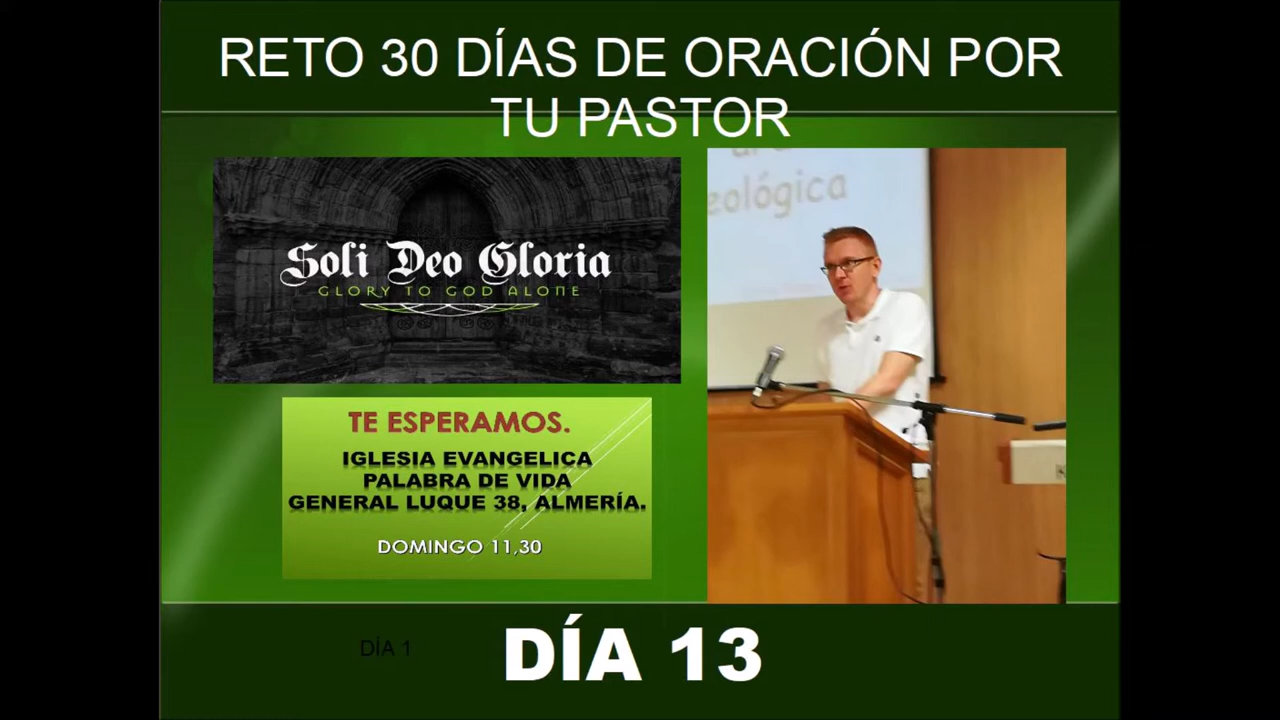 RETO 30 DÍAS DE ORACIÓN POR
TU PASTOR
Soli Deo Gloria
GLORY TO GOD ALONE
TE ESPERAMOS.
IGLESIA EVANGELICA
PALABRA DE VIDA
GENERAL LUQUE 38, ALMERÍA.
DOMINGO 11,30
eológica
DÍA 1
DÍA 13